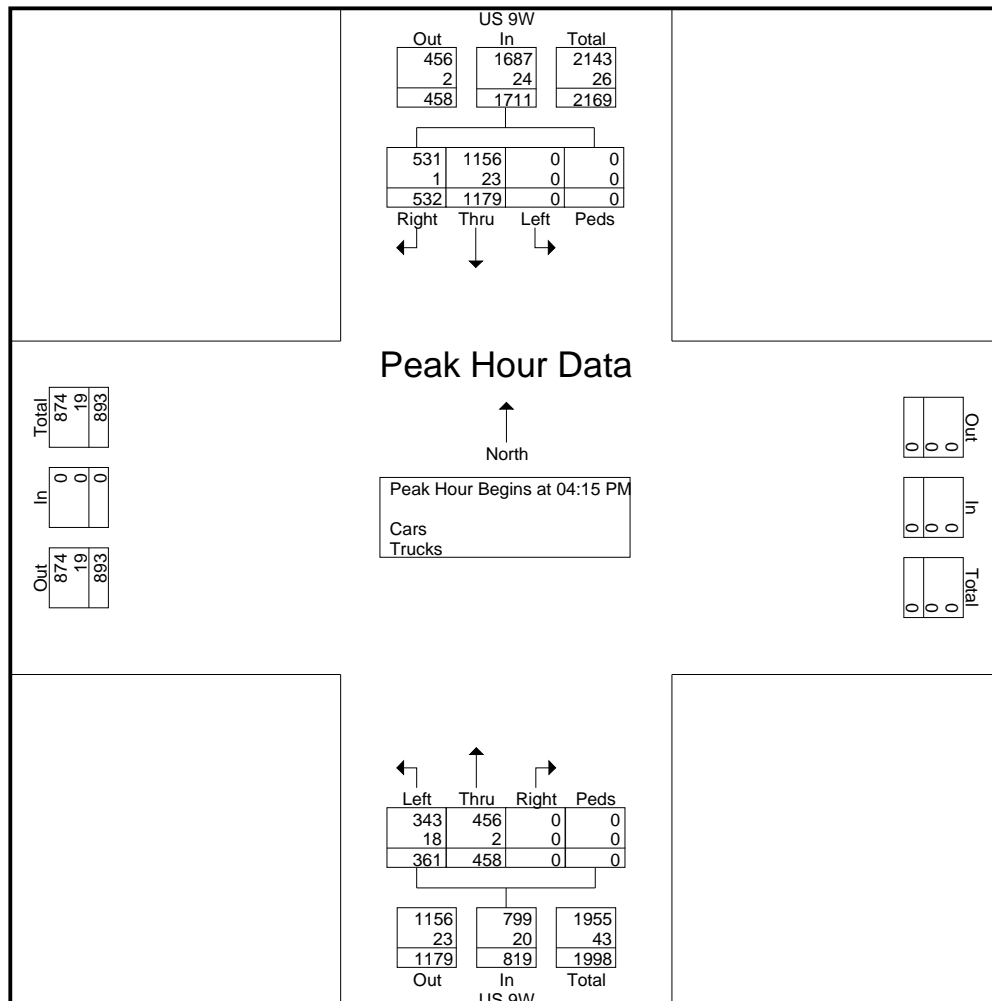 US 9W
Out In Total
456 1687 2143
2 24 26
458 1711 2169
531 1156 0 0
1 23 0 0
532 1179 0 0
Right Thru Left Peds
Peak Hour Data
North
Peak Hour Begins at 04:15 PM
Cars
Trucks
Total
874
19
893
In
0
0
0
Out
874
19
893
Out
0
0
0
In
0
0
0
Total
0
0
0
Left Thru Right Peds
343 456 0 0
18 2 0 0
361 458 0 0
1156 799 1955
23 20 43
1179 819 1998
Out In Total
US 9W